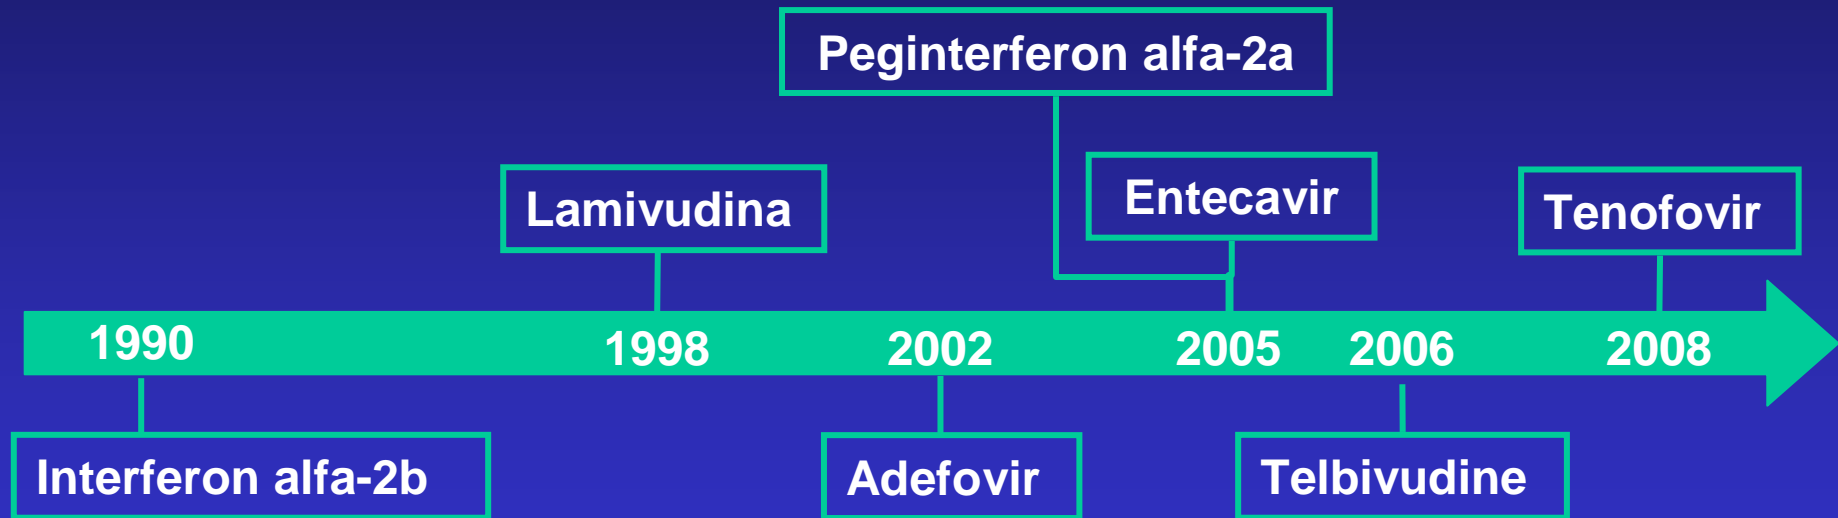 Peginterferon alfa-2a
Lamivudina
Entecavir
Tenofovir
1990 1998 2002 2005 2006 2008
Interferon alfa-2b
Adefovir
Telbivudine